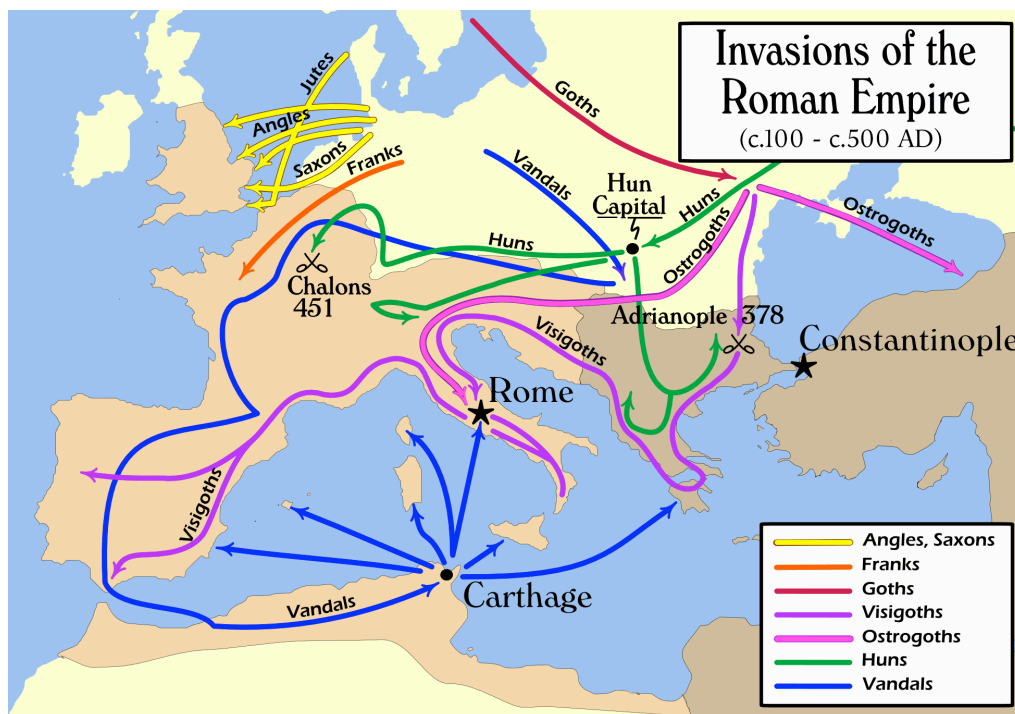 Invasions of the
Roman Empire
(c.100 - c.500 AD)
Jutes
Angles
Saxons
Franks
Goths
Vandals
Hun
Capital
Huns
Ostrogoths
Ostrogoths
Huns
Chalons
451
Adrianople 378
Constantinople
Visigoths
Rome
Visigoths
Vandals
Carthage
Angles, Saxons
Franks
Goths
Visigoths
Ostrogoths
Huns
Vandals